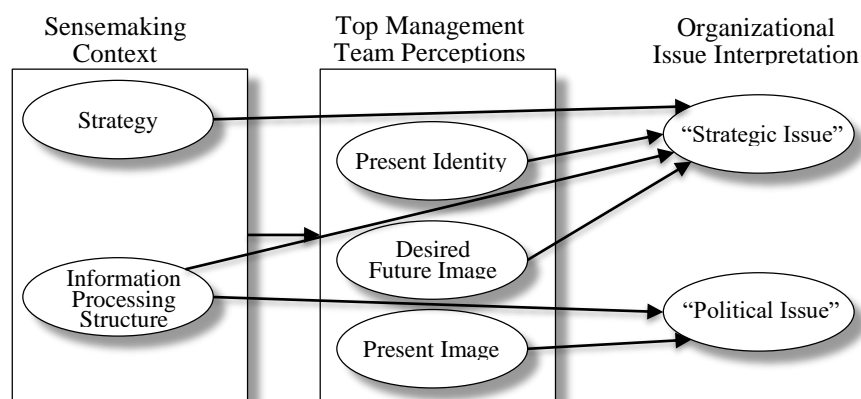 Sensemaking
Context
Top Management
Team Perceptions
Organizational
Issue Interpretation
Strategy
Information
Processing
Structure
Present Identity
Desired
Future Image
Present Image
“Strategic Issue”
“Political Issue”